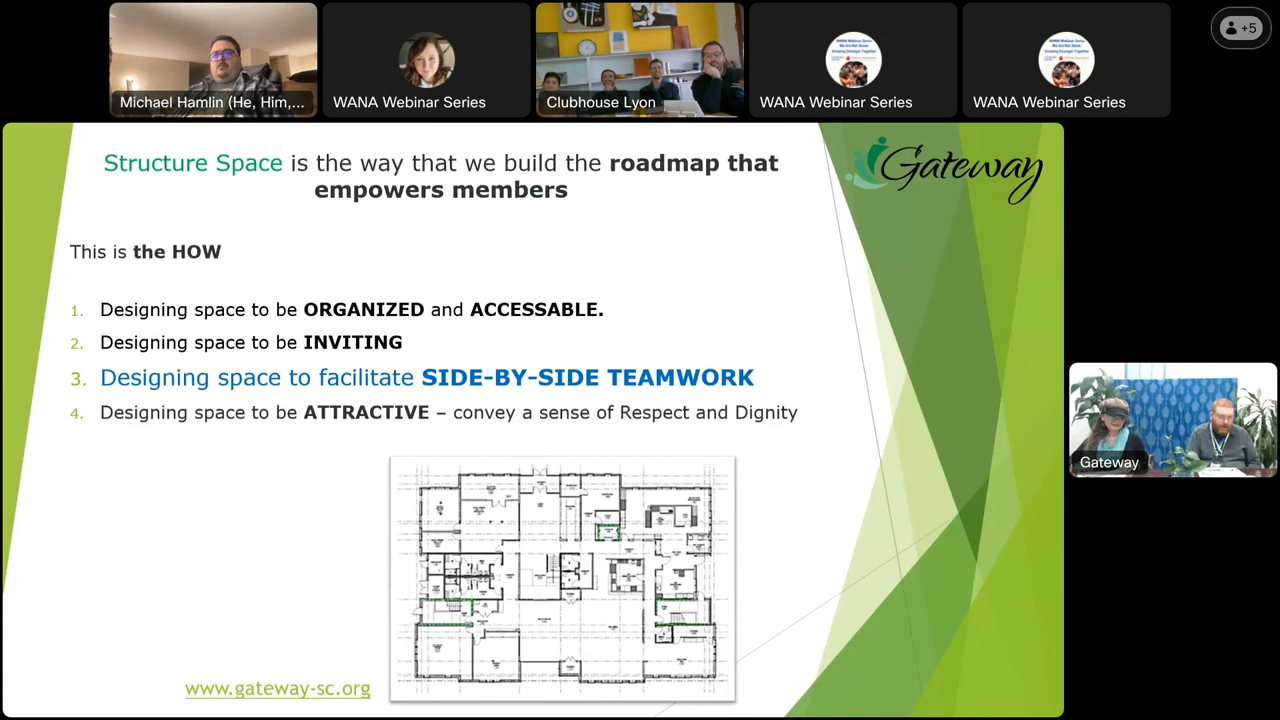 Michael Hamlin (He, Him,...
WANA Webinar Series
Clubhouse Lyon
WANA Webinar Series
WANA Webinar Series
+5
Structure Space is the way that we build the roadmap that
empowers members
Gateway
This is the HOW
1. Designing space to be ORGANIZED and ACCESSABLE.
2. Designing space to be INVITING
3. Designing space to facilitate SIDE-BY-SIDE TEAMWORK
4. Designing space to be ATTRACTIVE – convey a sense of Respect and Dignity
Gateway
www.gateway-sc.org